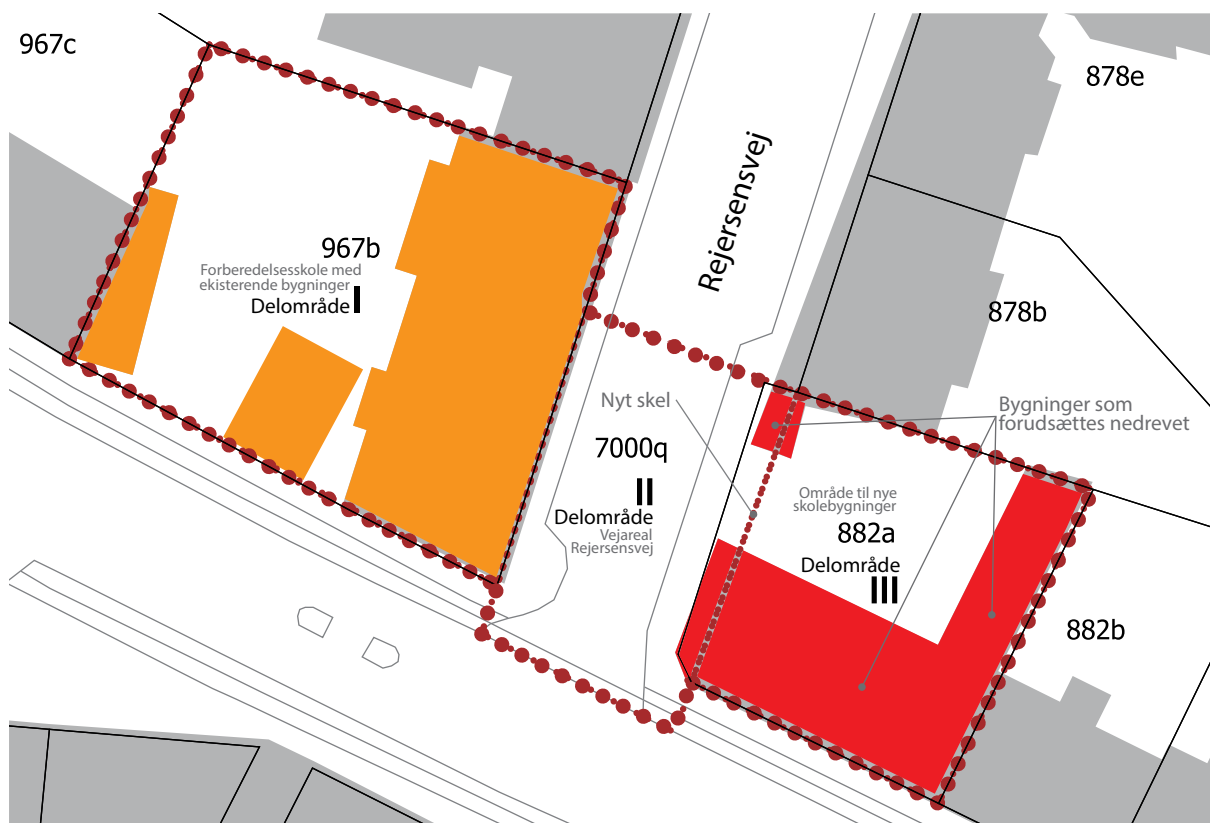 967c
878e
Rejersensvej
967b
Forberedelsesskole med
ekisterende bygninger
Delområde I
878b
Nyt skel
Bygninger som
forudsættes nedrevet
7000q
II
Delområde
Vejareal
Rejersensvej
Område til nye
skolebygninger
882a
Delområde
III
882b